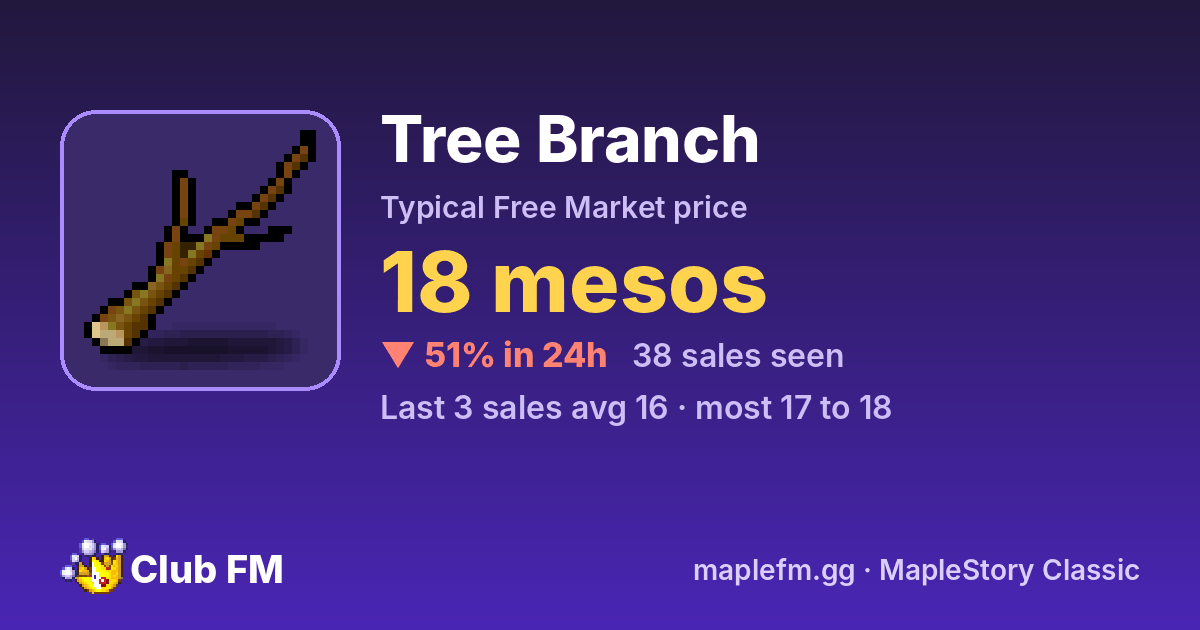 Tree Branch
Typical Free Market price
18 mesos
▼ 51% in 24h 38 sales seen
Last 3 sales avg 16 · most 17 to 18
Club FM
maplefm.gg · MapleStory Classic